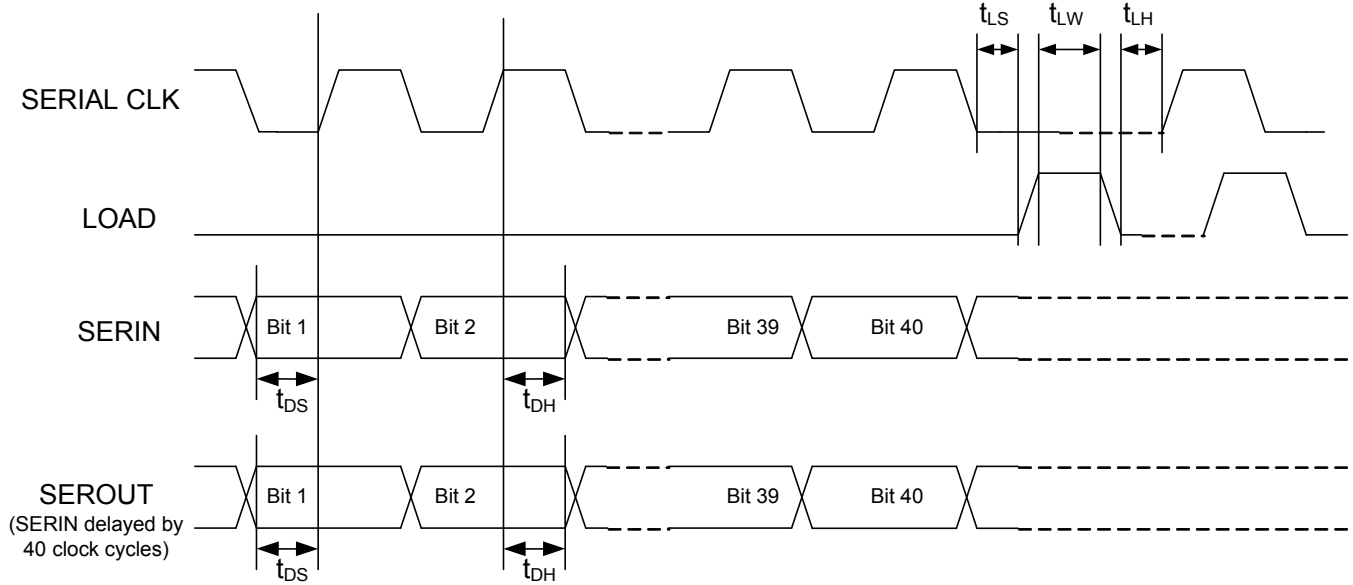 tLS tLW tLH
SERIAL CLK
LOAD
SERIN
Bit 1 Bit 2 Bit 39 Bit 40
tDS tDH
SEROUT
(SERIN delayed by
40 clock cycles)
Bit 1 Bit 2 Bit 39 Bit 40
tDS tDH